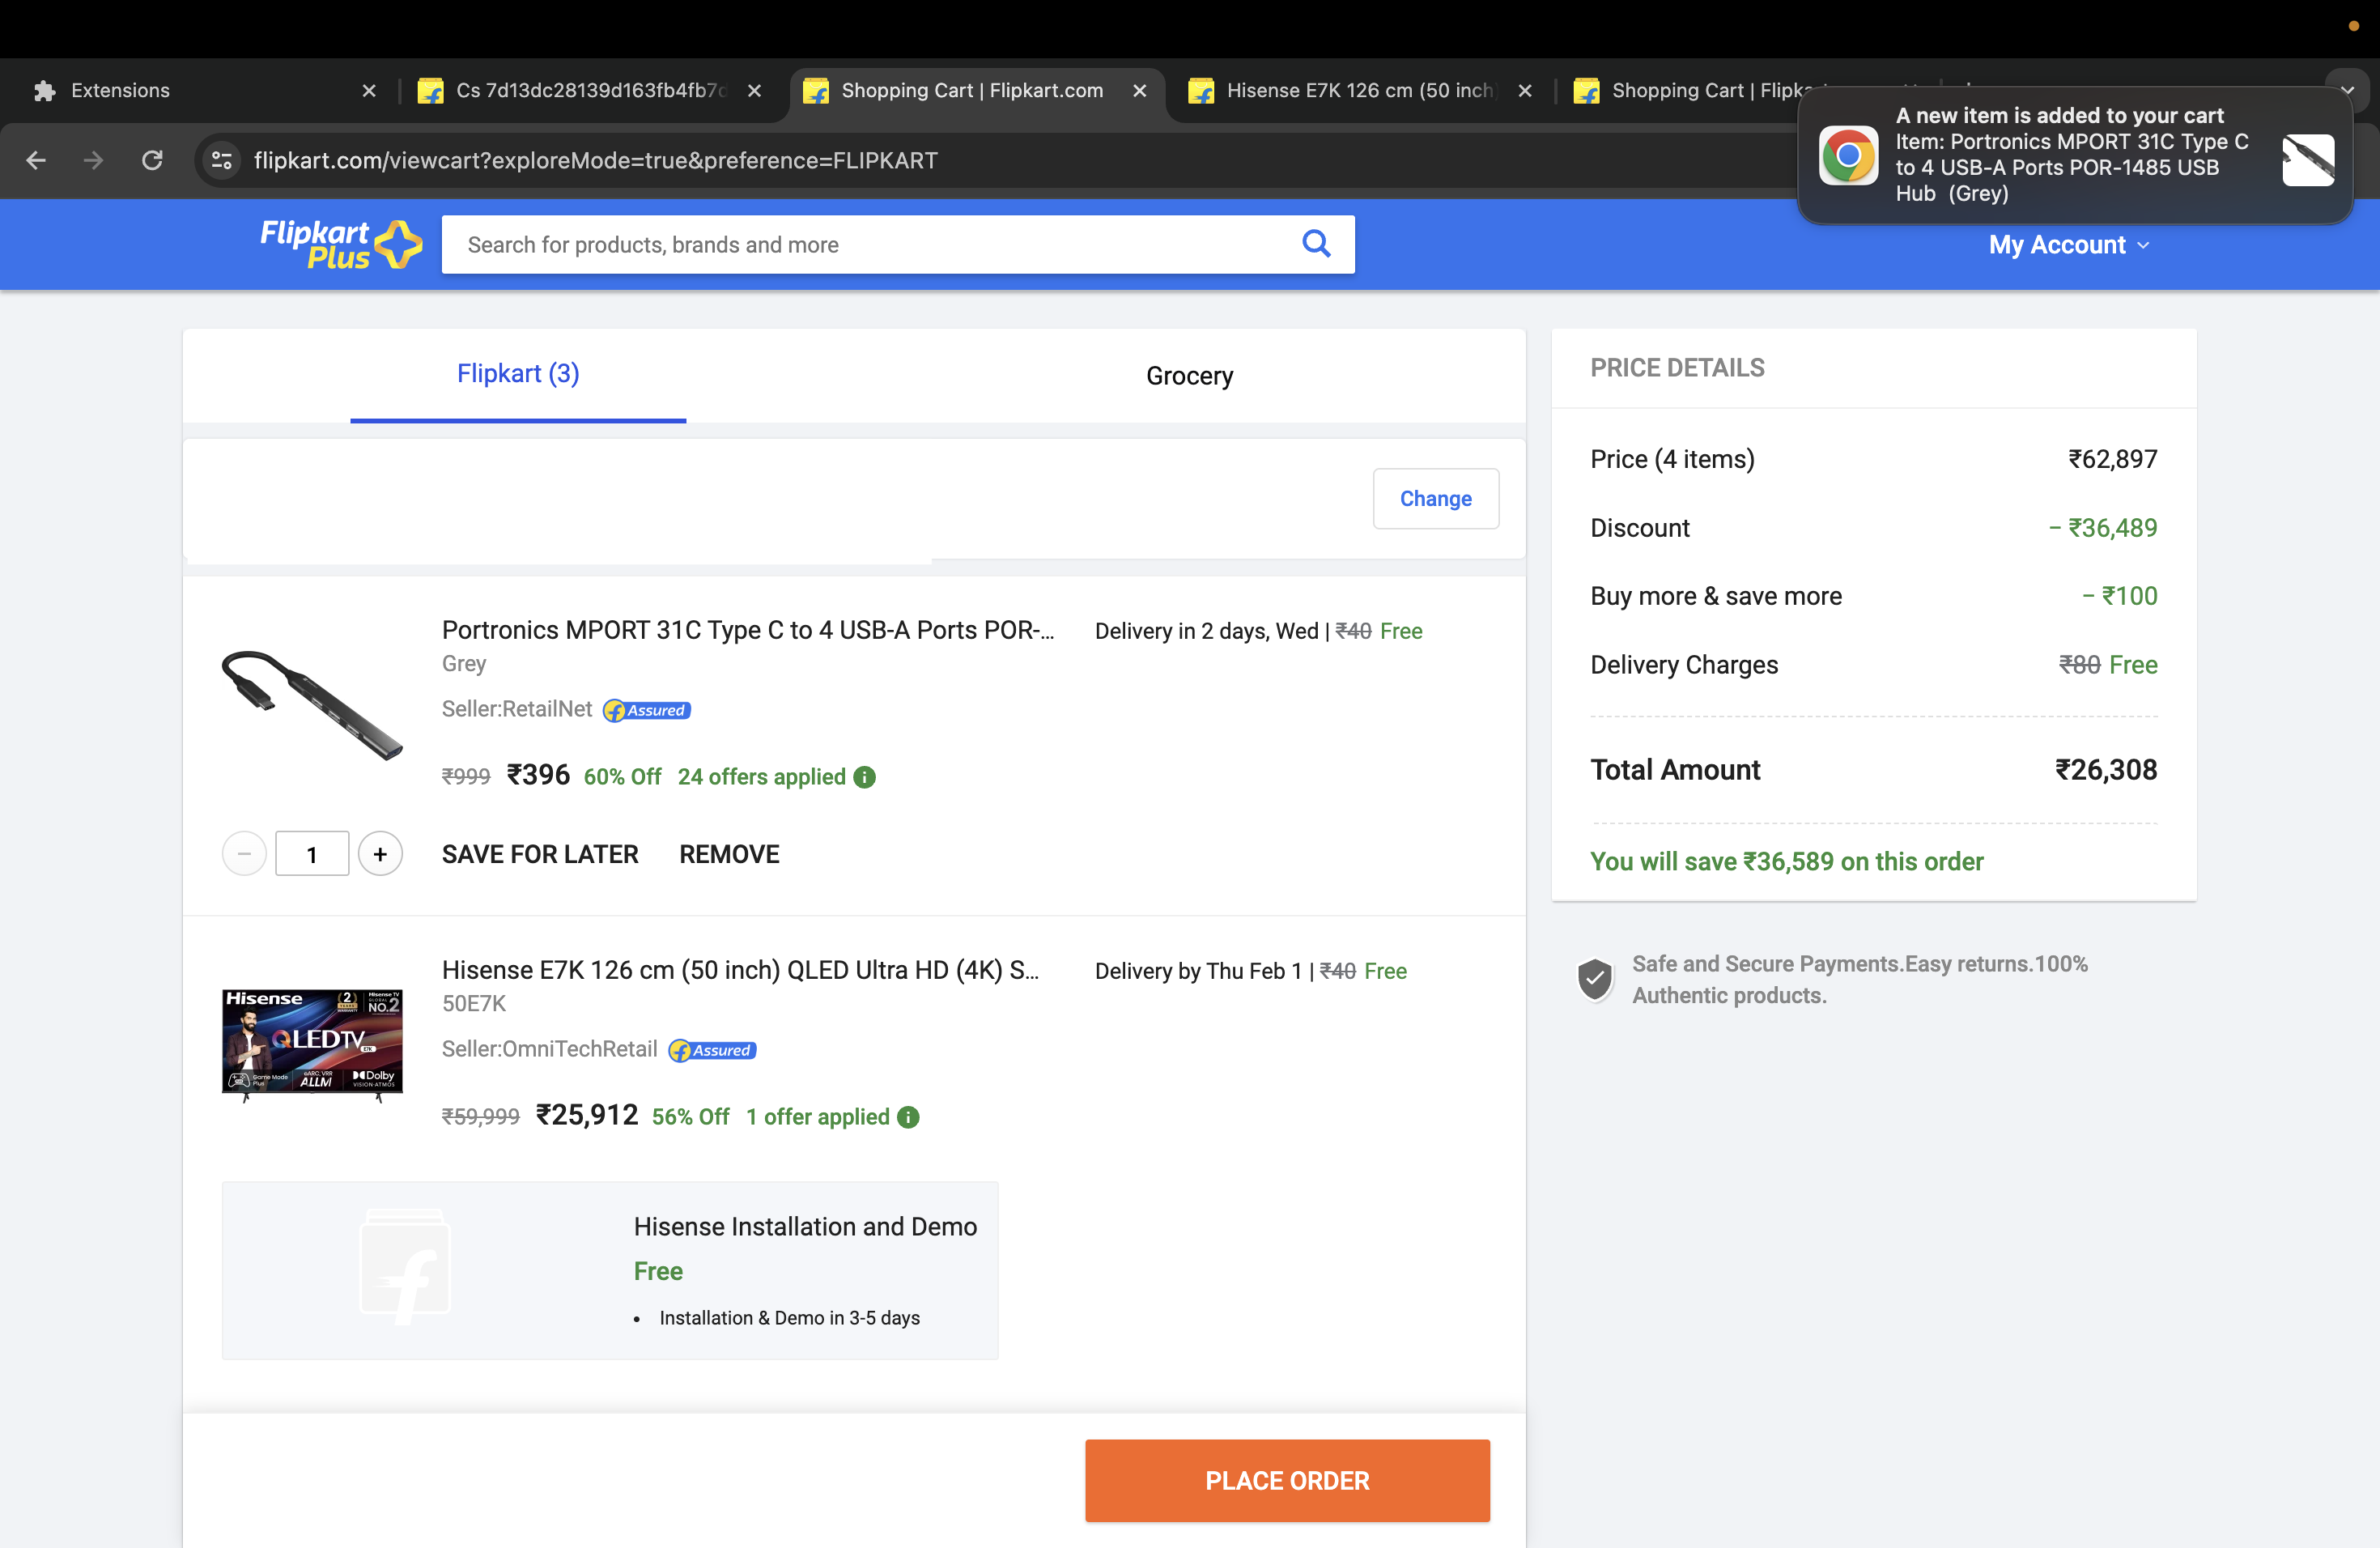 Extensions
Cs 7d13dc28139d163fb4fb7
Shopping Cart | Flipkart.com
Hisense E7K 126 cm (50 inch)
Shopping Cart | Flipka
A new item is added to your cart
Item: Portronics MPORT 31C Type C
to 4 USB-A Ports POR-1485 USB
Hub (Grey)
flipkart.com/viewcart?exploreMode=true&preference=FLIPKART
Flipkart
Plus
Search for products, brands and more
My Account
Flipkart (3)
Grocery
Change
Portronics MPORT 31C Type C to 4 USB-A Ports POR-...
Grey
Seller:RetailNet
Assured
Delivery in 2 days, Wed | ₹40 Free
₹999 ₹396 60% Off 24 offers applied
1
SAVE FOR LATER
REMOVE
Hisense E7K 126 cm (50 inch) QLED Ultra HD (4K) S...
50E7K
Seller:OmniTechRetail
Assured
Delivery by Thu Feb 1 | ₹40 Free
Hisense
2
NO.2
QLEDTV
ALLM
Dolby
₹59,999 ₹25,912 56% Off 1 offer applied
Hisense Installation and Demo
Free
• Installation & Demo in 3-5 days
PLACE ORDER
PRICE DETAILS
Price (4 items) ₹62,897
Discount − ₹36,489
Buy more & save more − ₹100
Delivery Charges ₹80 Free
Total Amount ₹26,308
You will save ₹36,589 on this order
Safe and Secure Payments.Easy returns.100%
Authentic products.